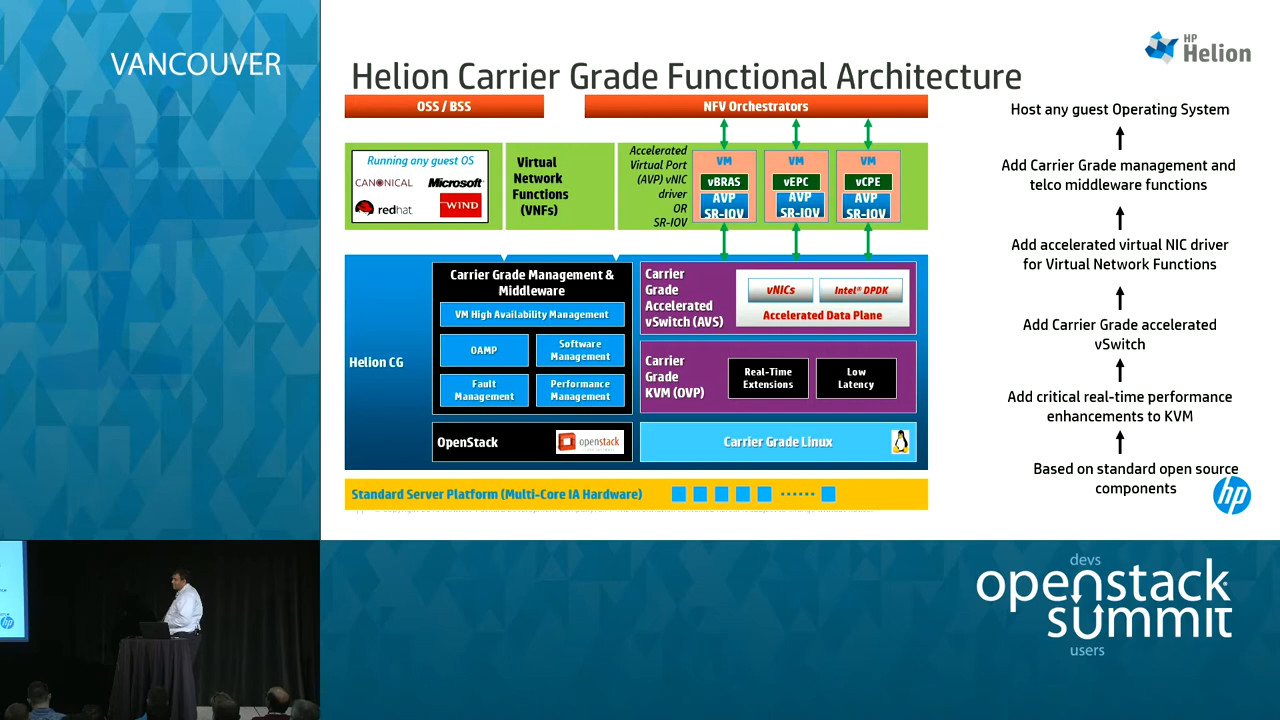 VANCOUVER
HP
Helion
Helion Carrier Grade Functional Architecture
OSS / BSS
NFV Orchestrators
Running any guest OS
CANONICAL
Microsoft
redhat
WIND
Virtual
Network
Functions
(VNFs)
Accelerated
Virtual Port
(AVP) vNIC
driver
OR
SR-IOV
VM
vBRAS
AVP
SR-IOV
VM
vEPC
AVP
SR-IOV
VM
vCPE
AVP
SR-IOV
Helion CG
Carrier Grade Management &
Middleware
VM High Availability Management
OAMP
Software
Management
Fault
Management
Performance
Management
OpenStack
openstack
Carrier
Grade
Accelerated
vSwitch (AVS)
vNICs
Intel® DPDK
Accelerated Data Plane
Carrier
Grade
KVM (OVP)
Real-Time
Extensions
Low
Latency
Carrier Grade Linux
Standard Server Platform (Multi-Core IA Hardware)
Host any guest Operating System
Add Carrier Grade management and
telco middleware functions
Add accelerated virtual NIC driver
for Virtual Network Functions
Add Carrier Grade accelerated
vSwitch
Add critical real-time performance
enhancements to KVM
Based on standard open source
components
hp
hp
devs
openstack
summit
users